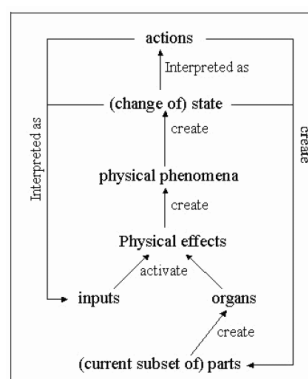 actions
Interpreted as
(change of) state
create
physical phenomena
create
Physical effects
activate
inputs
organs
create
(current subset of) parts
Interpreted as
create